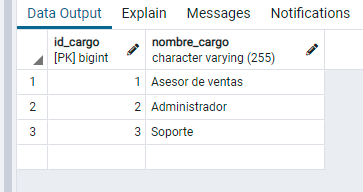 Data Output Explain Messages Notifications
id_cargo nombre_cargo
[PK] bigint character varying (255)
1 1 Asesor de ventas
2 2 Administrador
3 3 Soporte